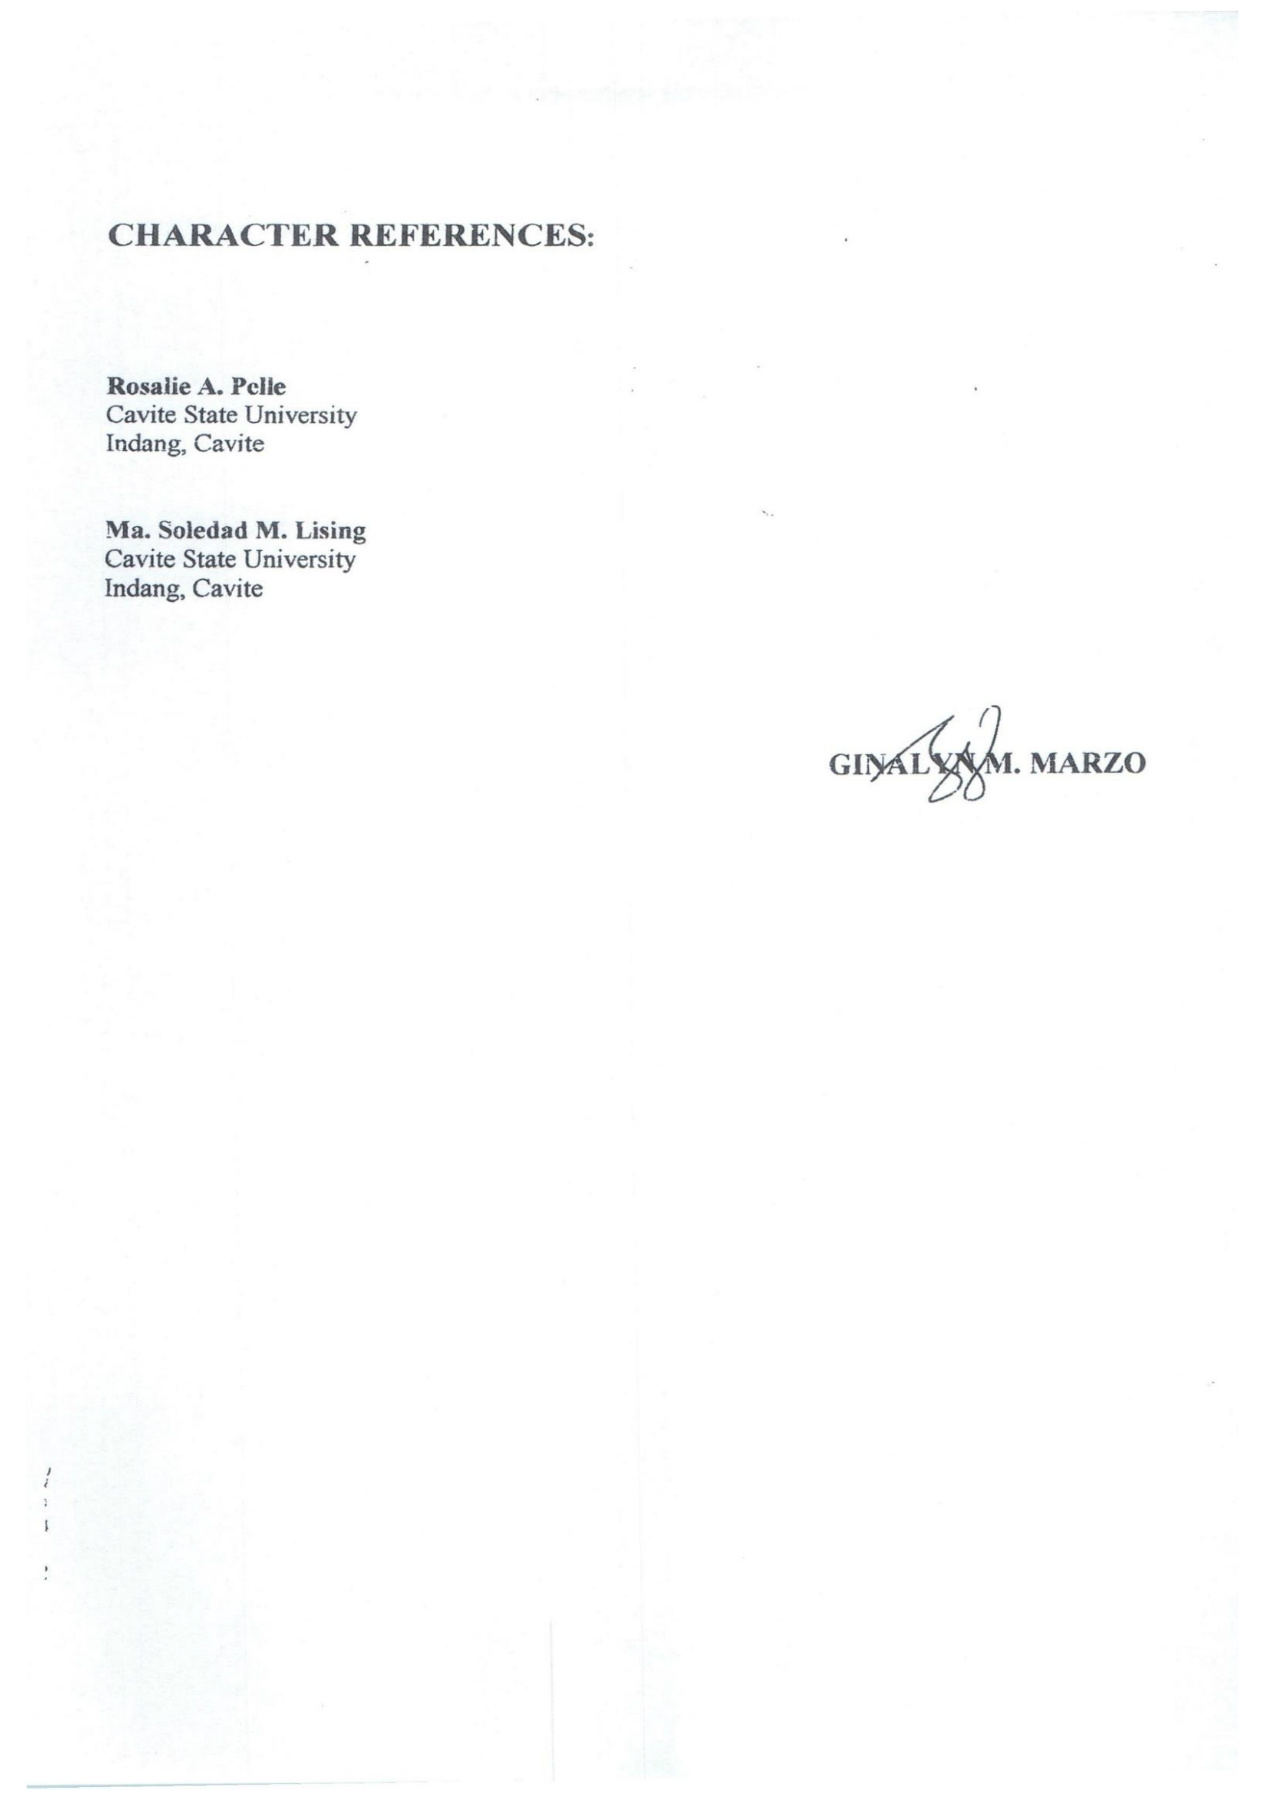 CHARACTER REFERENCES:
Rosalie A. Pelle
Cavite State University
Indang, Cavite
Ma. Soledad M. Lising
Cavite State University
Indang, Cavite
GINALYN M. MARZO